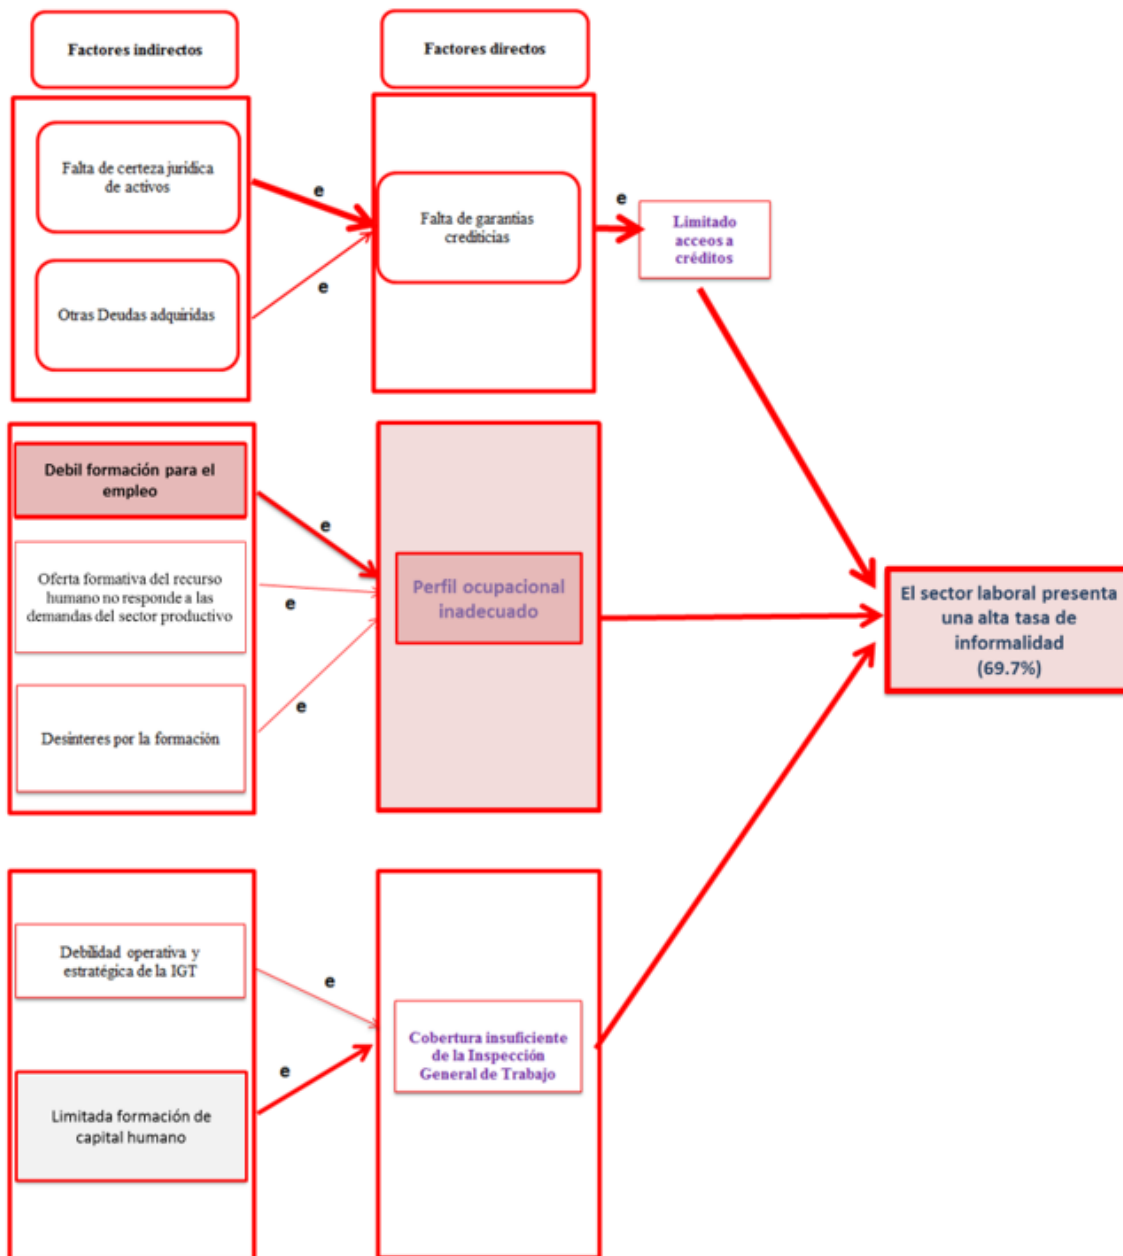 Factores indirectos
Factores directos
Falta de certeza jurídica
de activos
e
Falta de garantías
crediticias
e
Limitado
acceos a
créditos
Otras Deudas adquiridas
e
Debil formación para el
empleo
e
Oferta formativa del recurso
humano no responde a las
demandas del sector productivo
e
Desinteres por la formación
e
Perfil ocupacional
inadecuado
El sector laboral presenta
una alta tasa de
informalidad
(69.7%)
Debilidad operativa y
estratégica de la IGT
e
Limitada formación de
capital humano
e
Cobertura insuficiente
de la Inspección
General de Trabajo